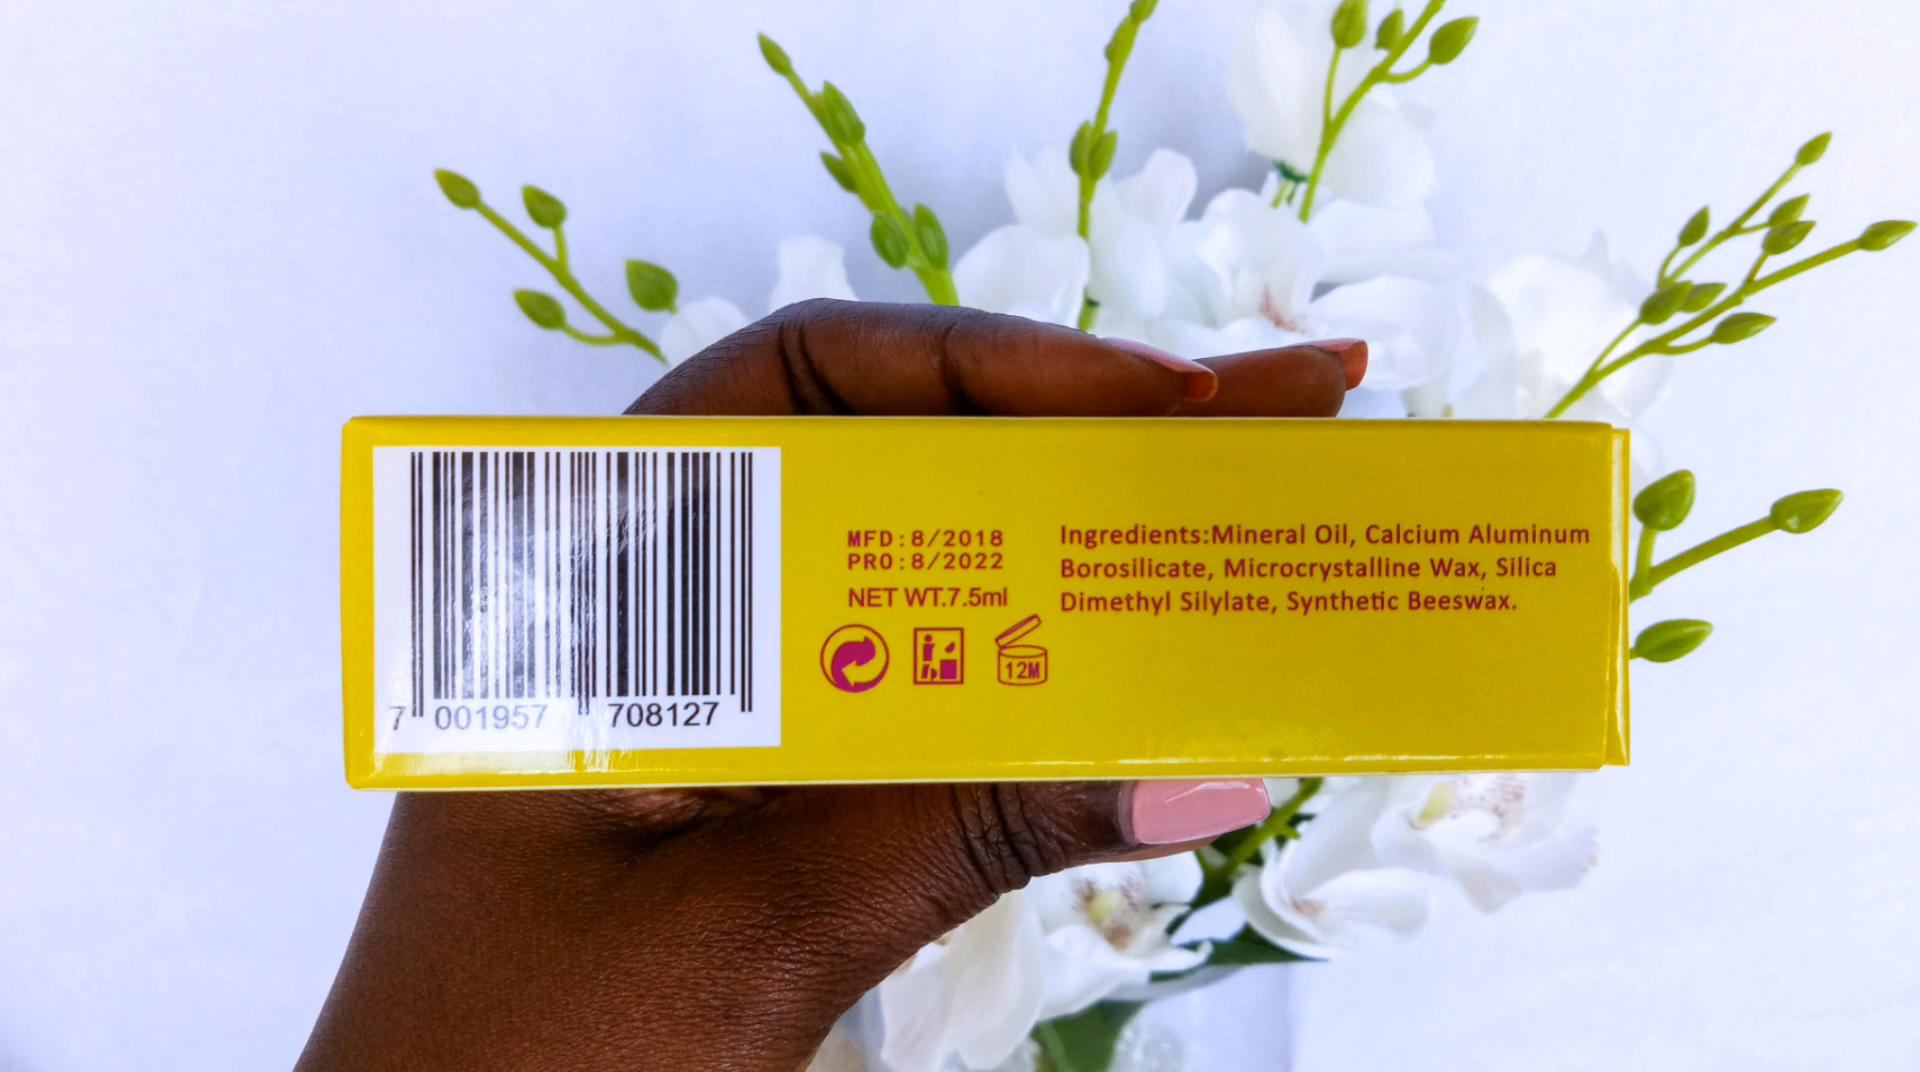 MFD:8/2018
PRO:8/2022
NET WT.7.5ml
12M
Ingredients:Mineral Oil, Calcium Aluminum
Borosilicate, Microcrystalline Wax, Silica
Dimethyl Silylate, Synthetic Beeswax.
7 001957 708127